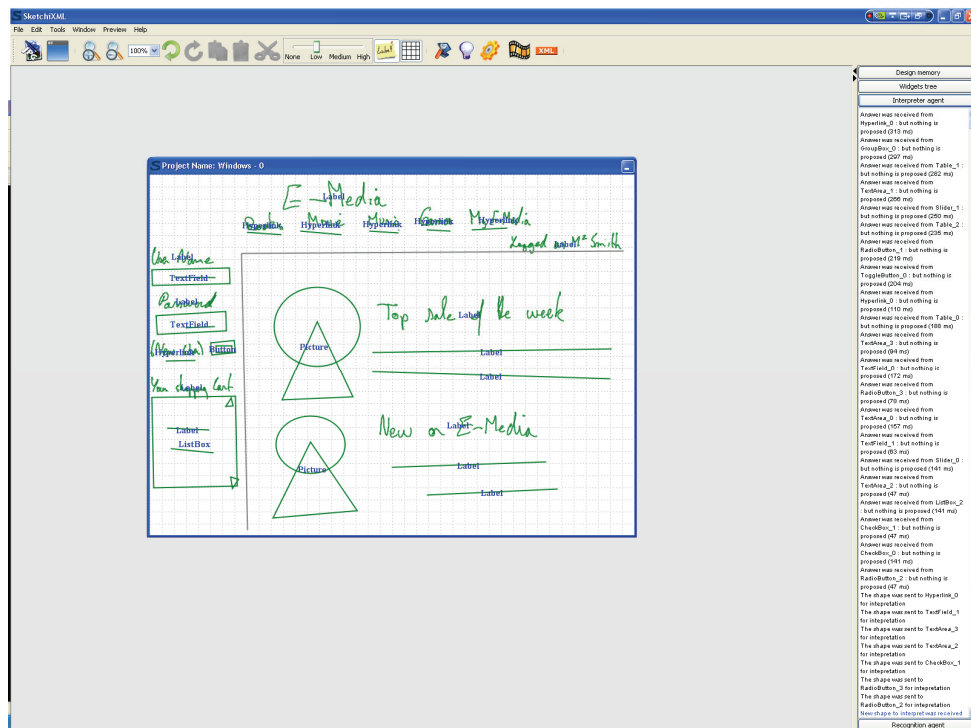 SketchiXML
File Edit Tools Window Preview Help
100% None Low Medium High Label XML
Design memory
Widgets tree
Interpreter agent
Project Name: Windows - 0
E-Media
Label
Books Movie Music Games My E-Media
Hyperlink Hyperlink Hyperlink Hyperlink Hyperlink
Logged as Mr Smith
Label
User Name
Label
TextField
Password
Label
TextField
Hyperlink Button
Your shopping Cart
Label
Label
ListBox
Picture
Top sale of the week
Label
Label
Label
Picture
New on E-Media
Label
Label
Label
Answer was received from
Hyperlink_0 : but nothing is
proposed (313 ms)
Answer was received from
GroupBox_0 : but nothing is
proposed (297 ms)
Answer was received from Table_1
: but nothing is proposed (282 ms)
Answer was received from
TextArea_1 : but nothing is
proposed (266 ms)
Answer was received from Slider_1 :
but nothing is proposed (250 ms)
Answer was received from Table_2 :
but nothing is proposed (235 ms)
Answer was received from
RadioButton_1 : but nothing is
proposed (219 ms)
Answer was received from
ToggleButton_0 : but nothing is
proposed (204 ms)
Answer was received from
Hyperlink_0 : but nothing is
proposed (110 ms)
Answer was received from Table_0 :
but nothing is proposed (188 ms)
Answer was received from
TextArea_3 : but nothing is
proposed (94 ms)
Answer was received from
TextField_0 : but nothing is
proposed (172 ms)
Answer was received from
RadioButton_3 : but nothing is
proposed (78 ms)
Answer was received from
TextArea_0 : but nothing is
proposed (157 ms)
Answer was received from
TextField_1 : but nothing is
proposed (63 ms)
Answer was received from Slider_0 :
but nothing is proposed (141 ms)
Answer was received from
TextArea_2 : but nothing is
proposed (47 ms)
Answer was received from ListBox_2
: but nothing is proposed (141 ms)
Answer was received from
CheckBox_1 : but nothing is
proposed (47 ms)
Answer was received from
CheckBox_0 : but nothing is
proposed (141 ms)
Answer was received from
RadioButton_2 : but nothing is
proposed (47 ms)
The shape was sent to Hyperlink_0
for intepretation
The shape was sent to TextField_1
for intepretation
The shape was sent to TextArea_3
for intepretation
The shape was sent to TextArea_2
for intepretation
The shape was sent to CheckBox_1
for intepretation
The shape was sent to
RadioButton_3 for intepretation
The shape was sent to
RadioButton_2 for intepretation
New shape to interpret was received
Recognition agent